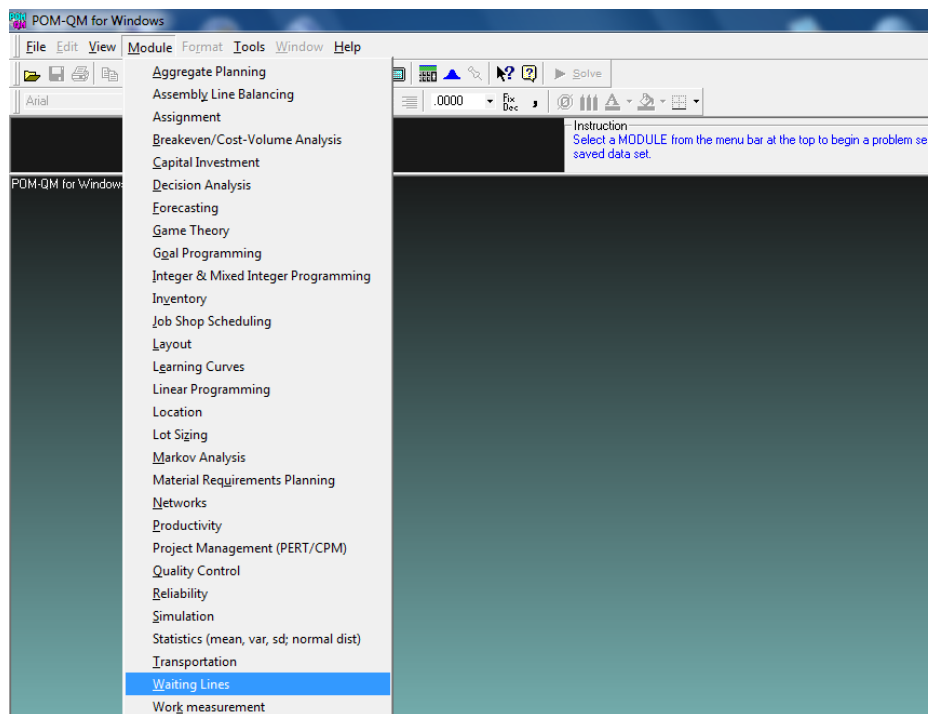 POM QM POM-QM for Windows
File Edit View Module Format Tools Window Help
Solve
Arial .0000 Fix Dec ,
Instruction
Select a MODULE from the menu bar at the top to begin a problem se
saved data set.
POM-QM for Window
Aggregate Planning
Assembly Line Balancing
Assignment
Breakeven/Cost-Volume Analysis
Capital Investment
Decision Analysis
Forecasting
Game Theory
Goal Programming
Integer & Mixed Integer Programming
Inventory
Job Shop Scheduling
Layout
Learning Curves
Linear Programming
Location
Lot Sizing
Markov Analysis
Material Requirements Planning
Networks
Productivity
Project Management (PERT/CPM)
Quality Control
Reliability
Simulation
Statistics (mean, var, sd; normal dist)
Transportation
Waiting Lines
Work measurement